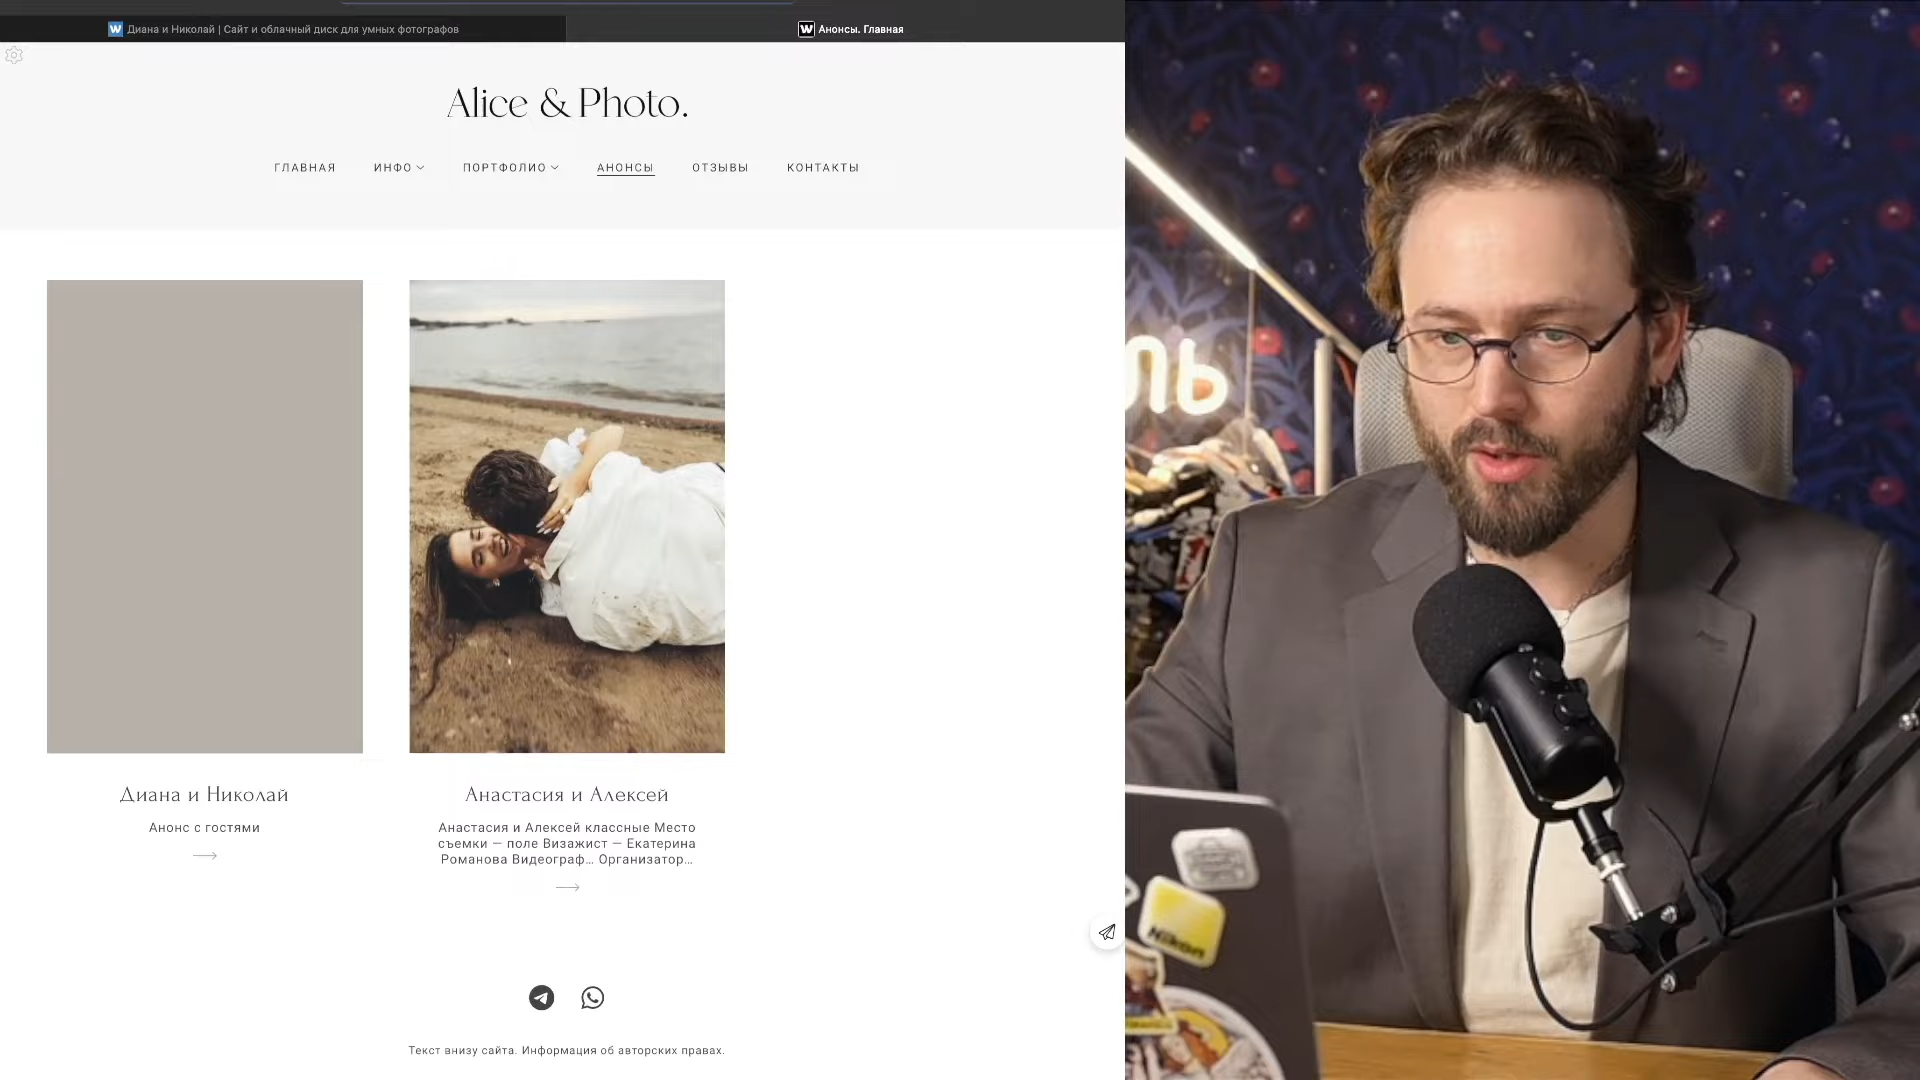 Диана и Николай | Сайт и облачный диск для умных фотографов
Анонсы. Главная
Alice & Photo.
ГЛАВНАЯ
ИНФО
ПОРТФОЛИО
АНОНСЫ
ОТЗЫВЫ
КОНТАКТЫ
Диана и Николай
Анонс с гостями
Анастасия и Алексей
Анастасия и Алексей классные Место
съемки — поле Визажист — Екатерина
Романова Видеограф... Организатор...
Текст внизу сайта. Информация об авторских правах.
ль
Nikon